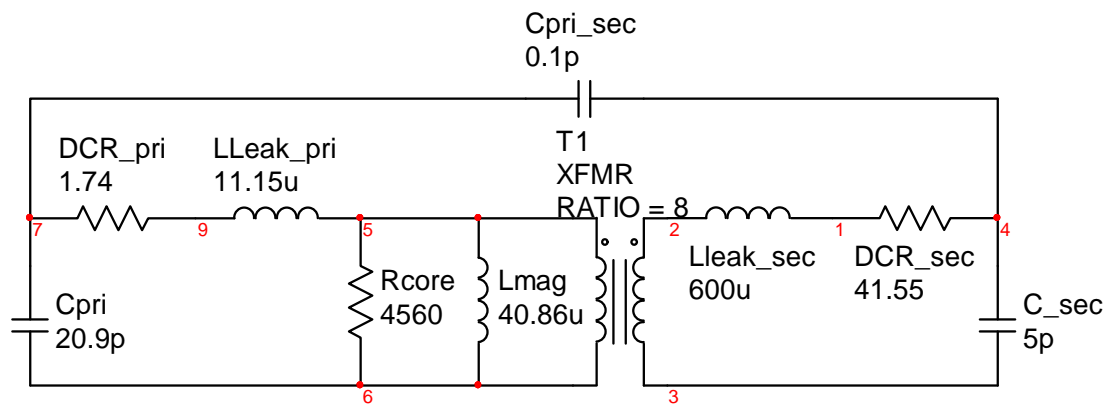 Cpri_sec
0.1p
DCR_pri
1.74
LLeak_pri
11.15u
T1
XFMR
RATIO = 8
7
9
5
2
1
4
Lleak_sec
600u
DCR_sec
41.55
Rcore
4560
Lmag
40.86u
Cpri
20.9p
C_sec
5p
6
3